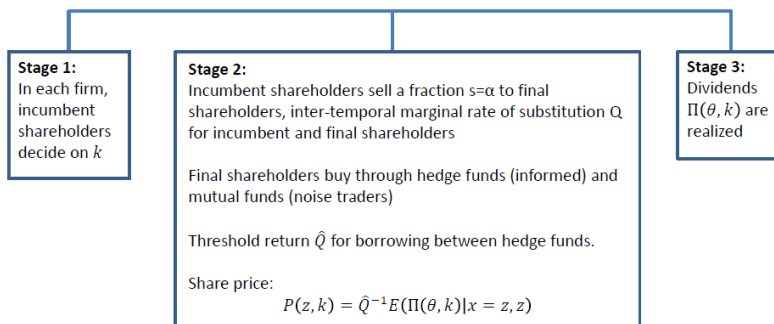 Stage 1:
In each firm,
incumbent
shareholders
decide on k
Stage 2:
Incumbent shareholders sell a fraction s=α to final
shareholders, inter-temporal marginal rate of substitution Q
for incumbent and final shareholders
Final shareholders buy through hedge funds (informed) and
mutual funds (noise traders)
Threshold return Q̂ for borrowing between hedge funds.
Share price:
P(z, k) = Q̂⁻¹E(Π(θ, k)|x = z, z)
Stage 3:
Dividends
Π(θ, k) are
realized